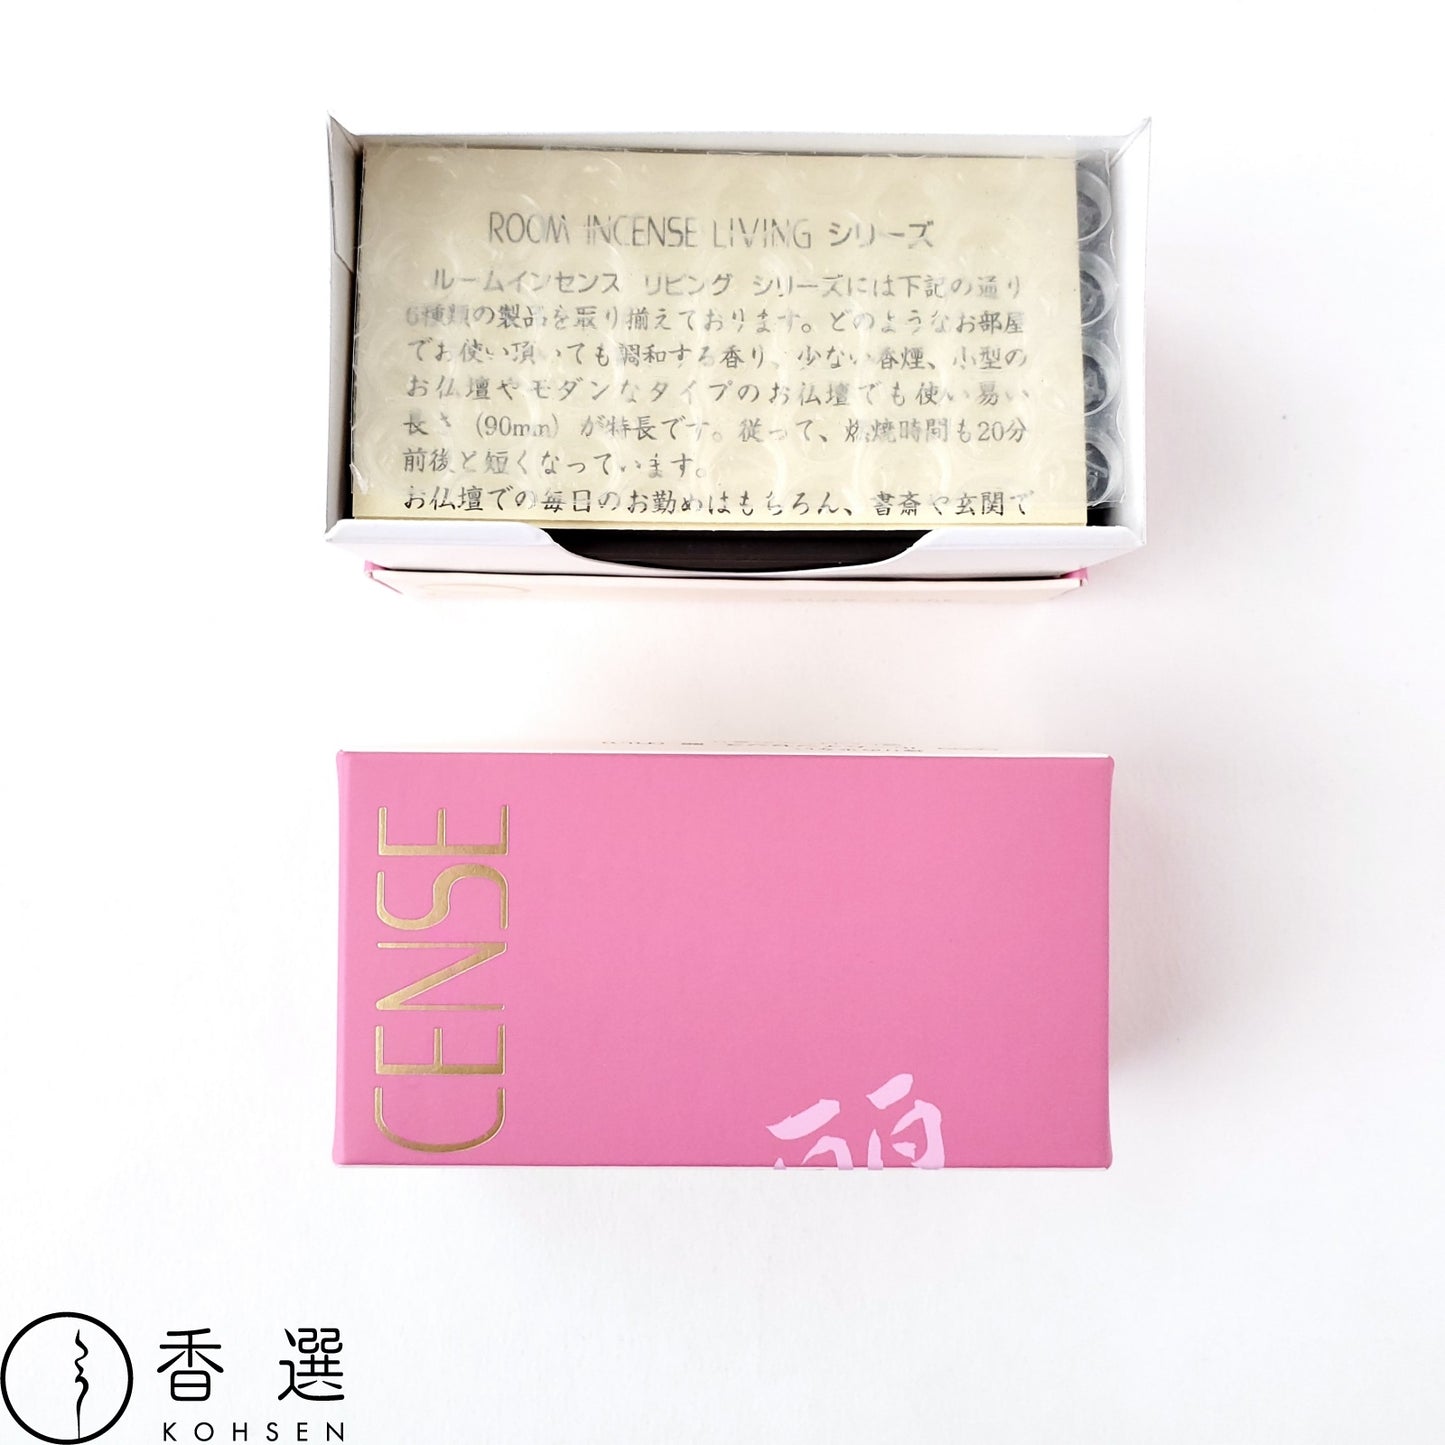 ROOM INCENSE LIVING シリーズ
ルームインセンス リビング シリーズには下記の通り
6種類の製品を取り揃えております。どのようなお部屋
でお使い頂いても調和する香り、少ない香煙、小型の
お仏壇やモダンなタイプのお仏壇でも使い易い
長さ (90mm) が特長です。従って、燃焼時間も20分
前後と短くなっています。
お仏壇での毎日のお勤めはもちろん、書斎や玄関で
CENSE
香選
KOHSEN